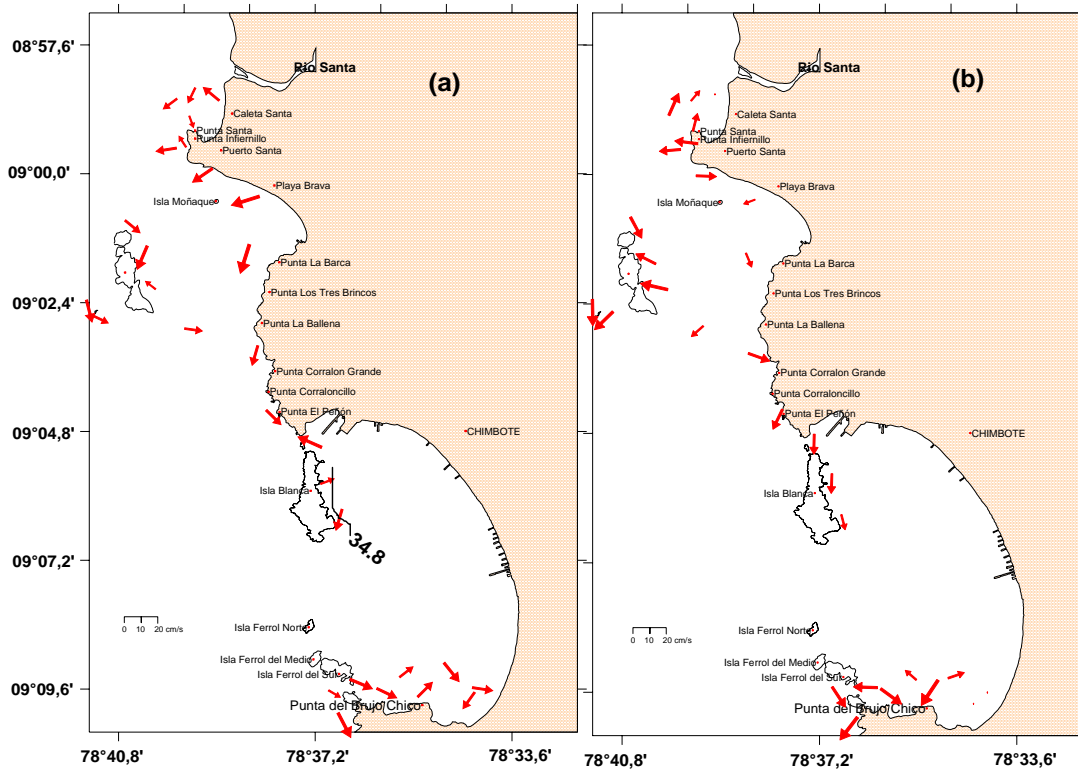 08°57,6'
09°00,0'
09°02,4'
09°04,8'
09°07,2'
09°09,6'
Rio Santa
(a)
Caleta Santa
Punta Santa
Punta Infiernillo
Puerto Santa
Playa Brava
Isla Moñaque
Punta La Barca
Punta Los Tres Brincos
Punta La Ballena
Punta Corralon Grande
Punta Corraloncillo
Punta El Peñón
CHIMBOTE
Isla Blanca
34.8
0 10 20 cm/s
Isla Ferrol Norte
Isla Ferrol del Medio
Isla Ferrol del Sur
Punta del Brujo Chico
78°40,8'
78°37,2'
78°33,6'
Rio Santa
(b)
Caleta Santa
Punta Santa
Punta Infiernillo
Puerto Santa
Playa Brava
Isla Moñaque
Punta La Barca
Punta Los Tres Brincos
Punta La Ballena
Punta Corralon Grande
Punta Corraloncillo
Punta El Peñón
CHIMBOTE
Isla Blanca
0 10 20 cm/s
Isla Ferrol Norte
Isla Ferrol del Medio
Isla Ferrol del Sur
Punta del Brujo Chico
78°40,8'
78°37,2'
78°33,6'